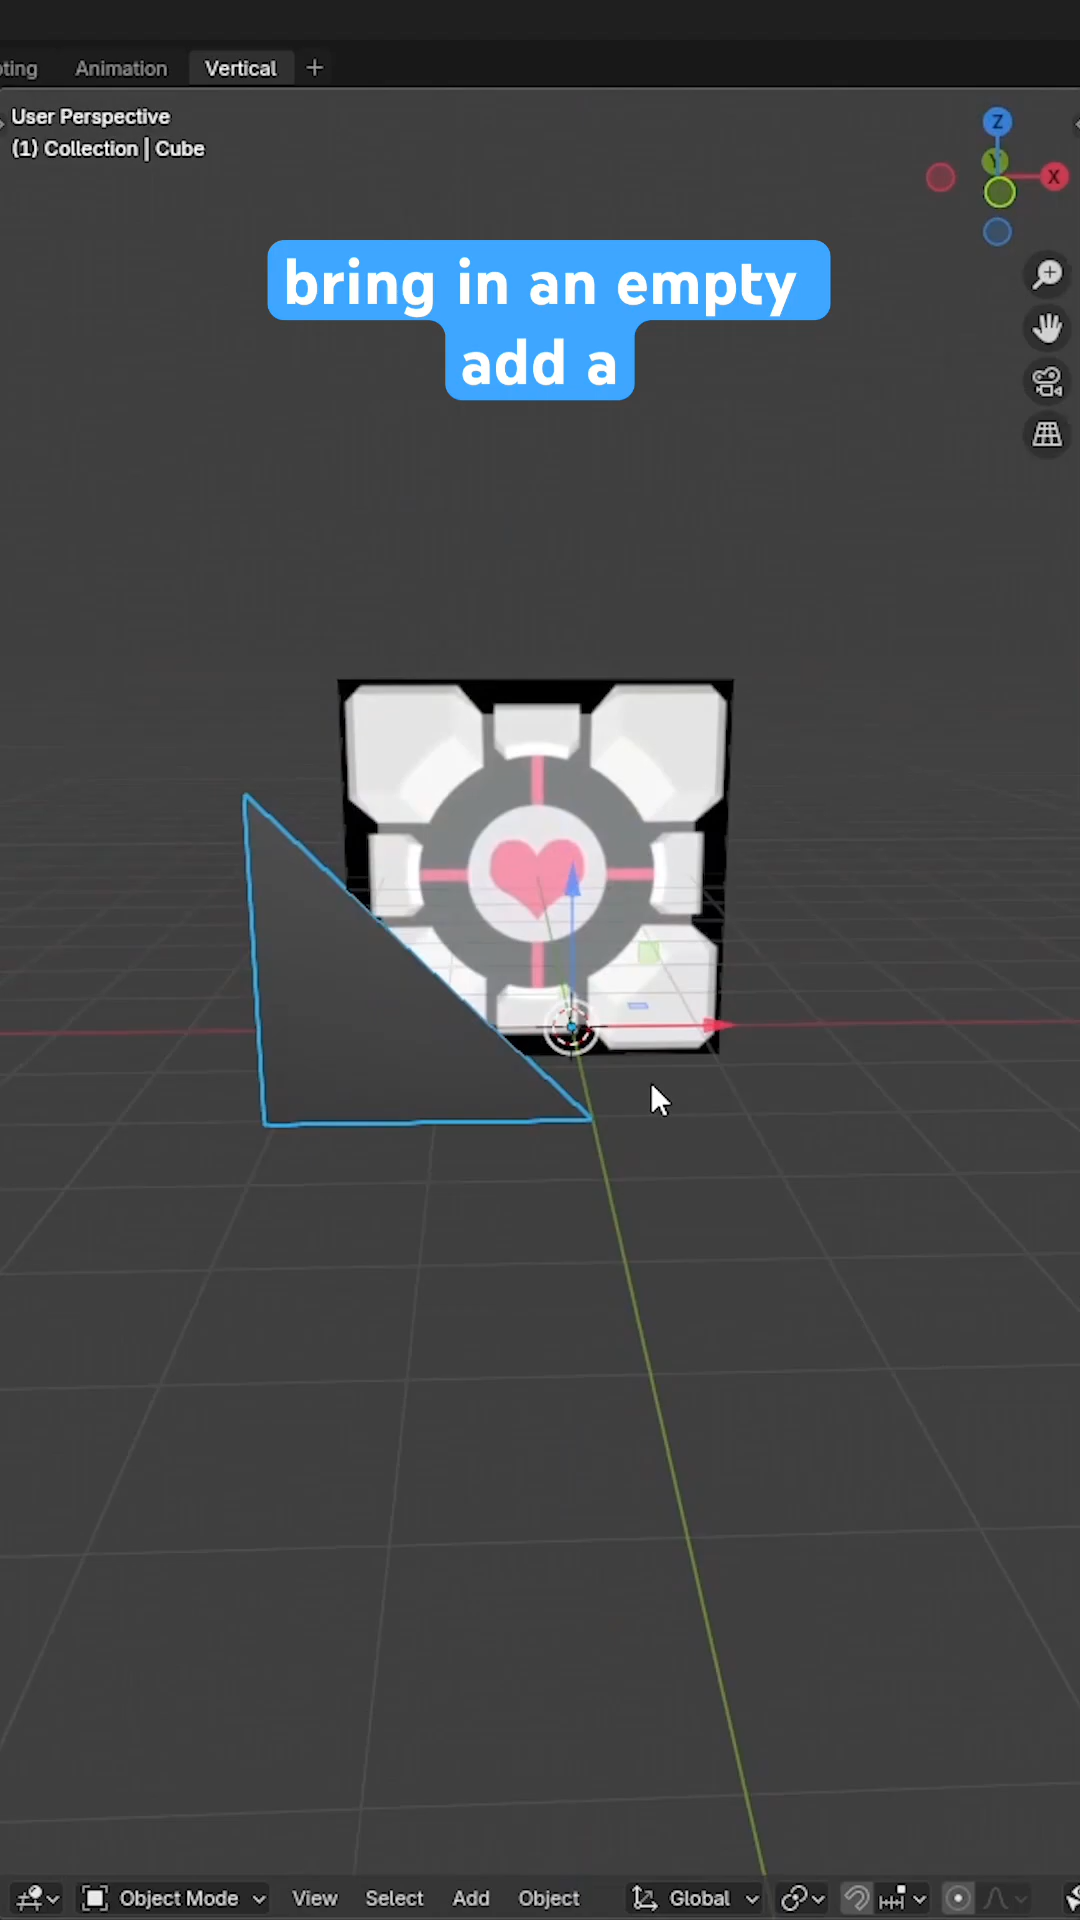 Animation
Vertical
User Perspective
(1) Collection | Cube
Z
Y
X
bring in an empty
add a
Object Mode
View
Select
Add
Object
Global